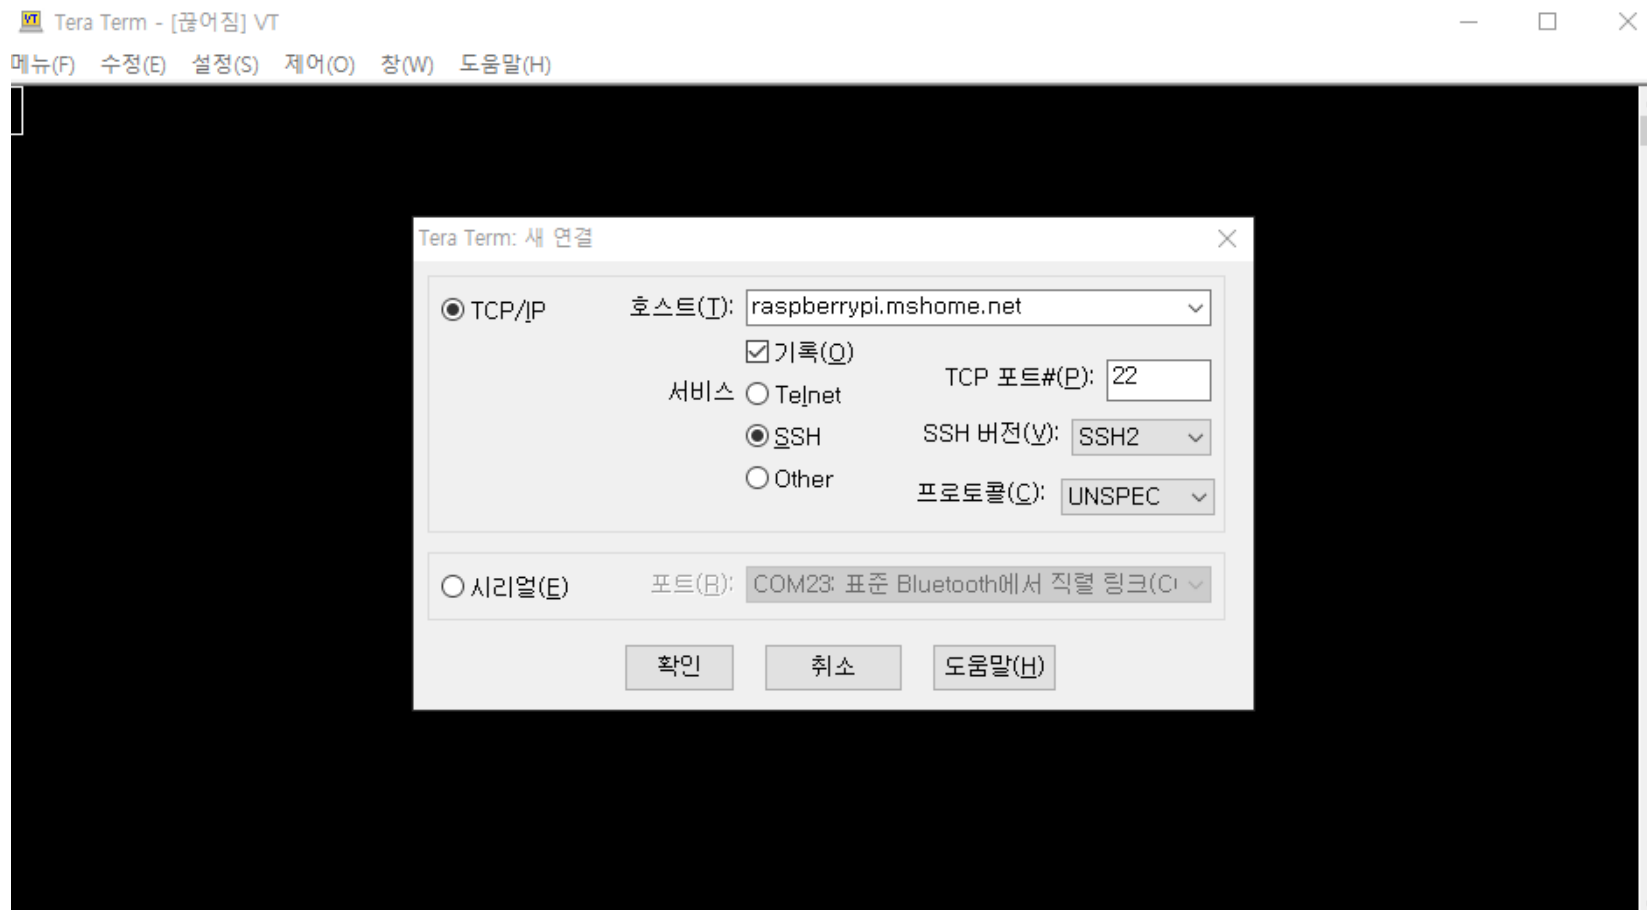 VT Tera Term - [끊어짐] VT
메뉴(F) 수정(E) 설정(S) 제어(O) 창(W) 도움말(H)
Tera Term: 새 연결
TCP/IP 호스트(T): raspberrypi.mshome.net
기록(O)
TCP 포트#(P): 22
서비스 Telnet
SSH SSH 버전(V): SSH2
Other 프로토콜(C): UNSPEC
시리얼(E) 포트(R): COM23: 표준 Bluetooth에서 직렬 링크(C
확인 취소 도움말(H)